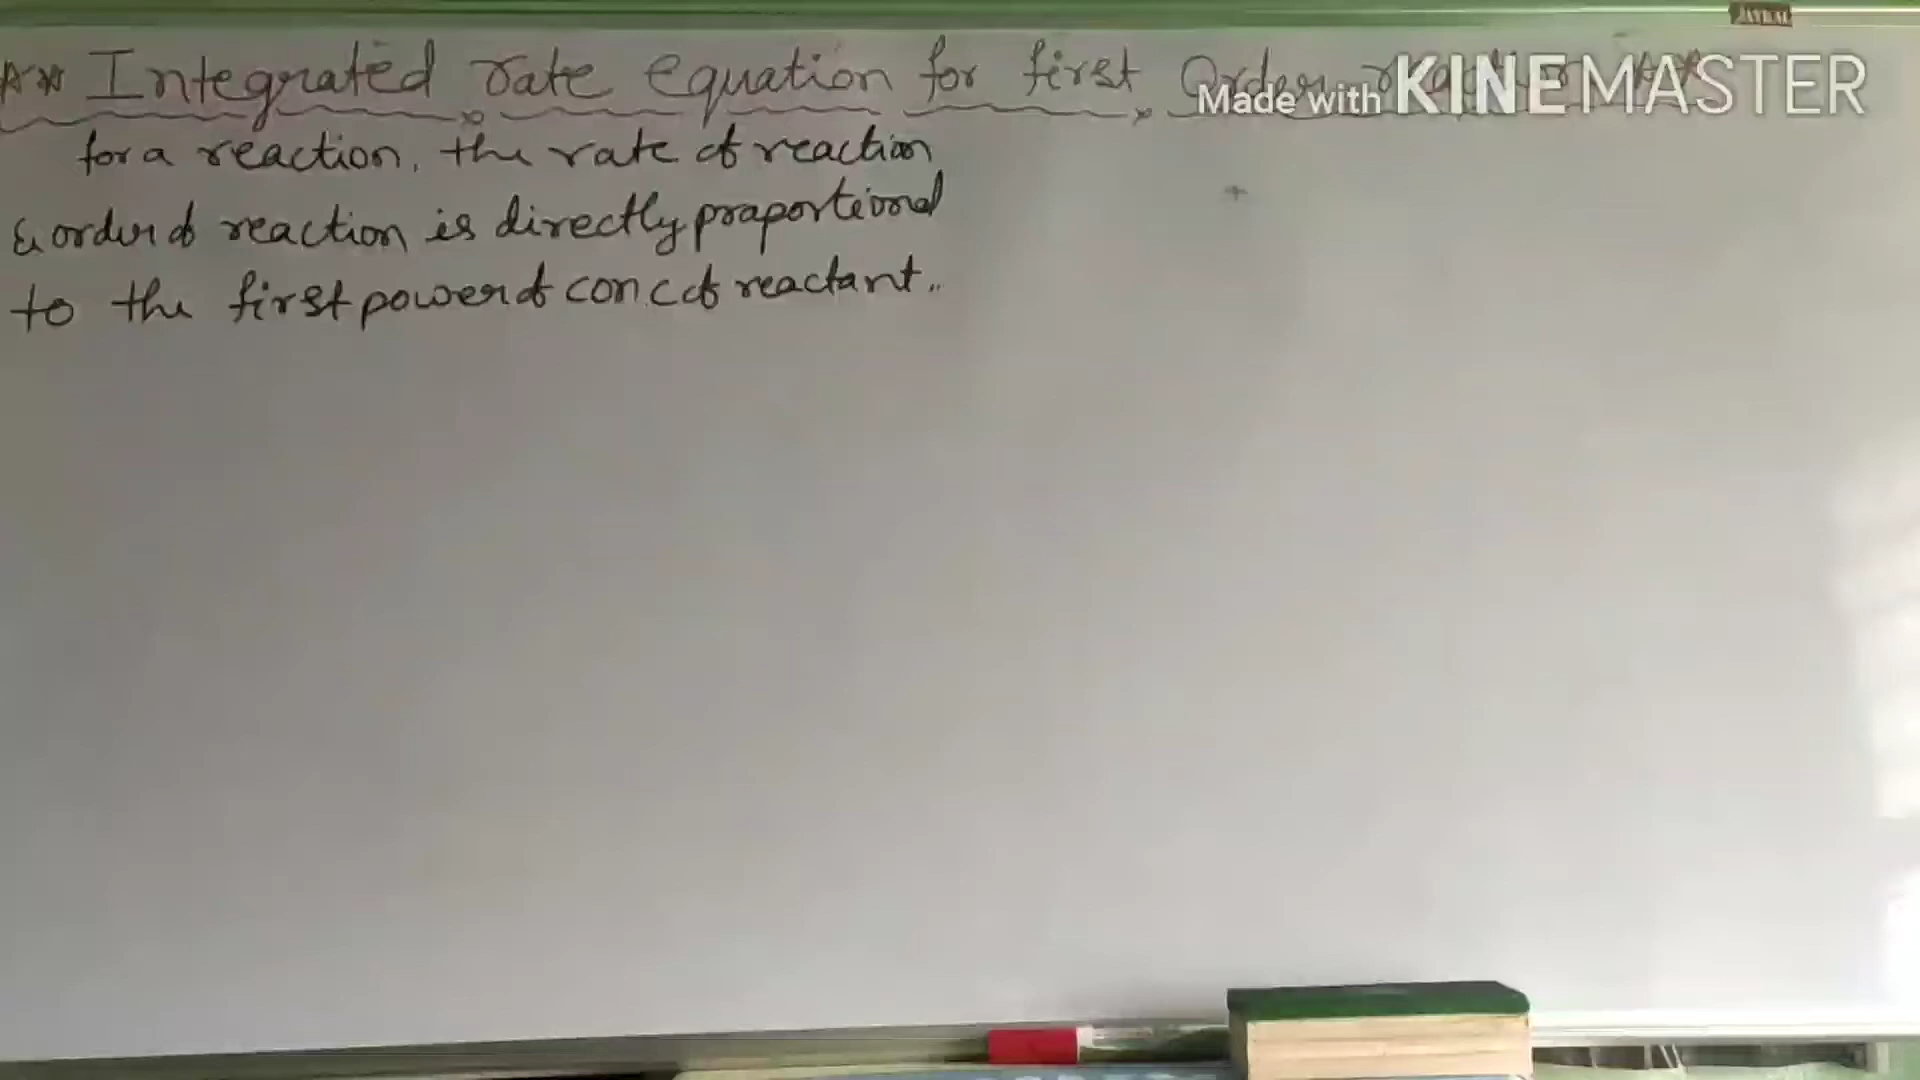 Integrated rate equation for first Order
Made with KINEMASTER
for a reaction, the rate of reaction
& order of reaction is directly proportional
to the first power of conc of reactant..